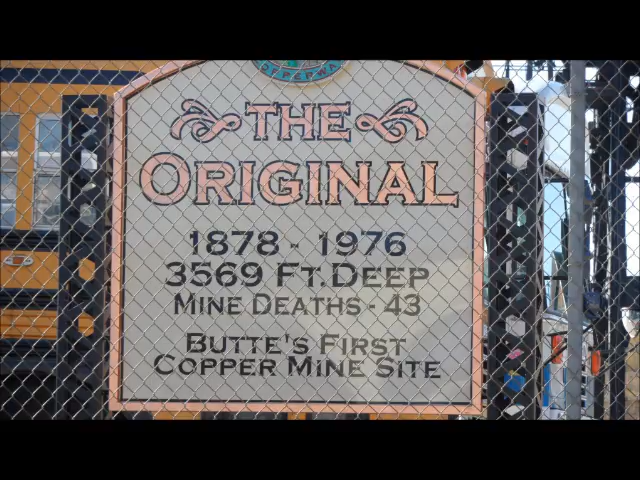 THE
ORIGINAL
1878 - 1976
3569 FT. DEEP
MINE DEATHS - 43
BUTTE'S FIRST
COPPER MINE SITE